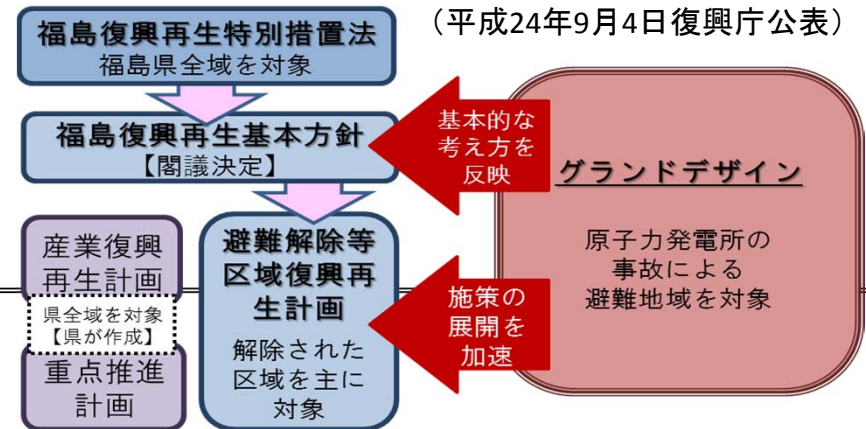 （平成24年9月4日復興庁公表）
福島復興再生特別措置法
福島県全域を対象
福島復興再生基本方針
【閣議決定】
基本的な
考え方を
反映
グランドデザイン
原子力発電所の
事故による
避難地域を対象
産業復興
再生計画
県全域を対象
【県が作成】
重点推進
計画
避難解除等
区域復興再
生計画
解除された
区域を主に
対象
施策の
展開を
加速